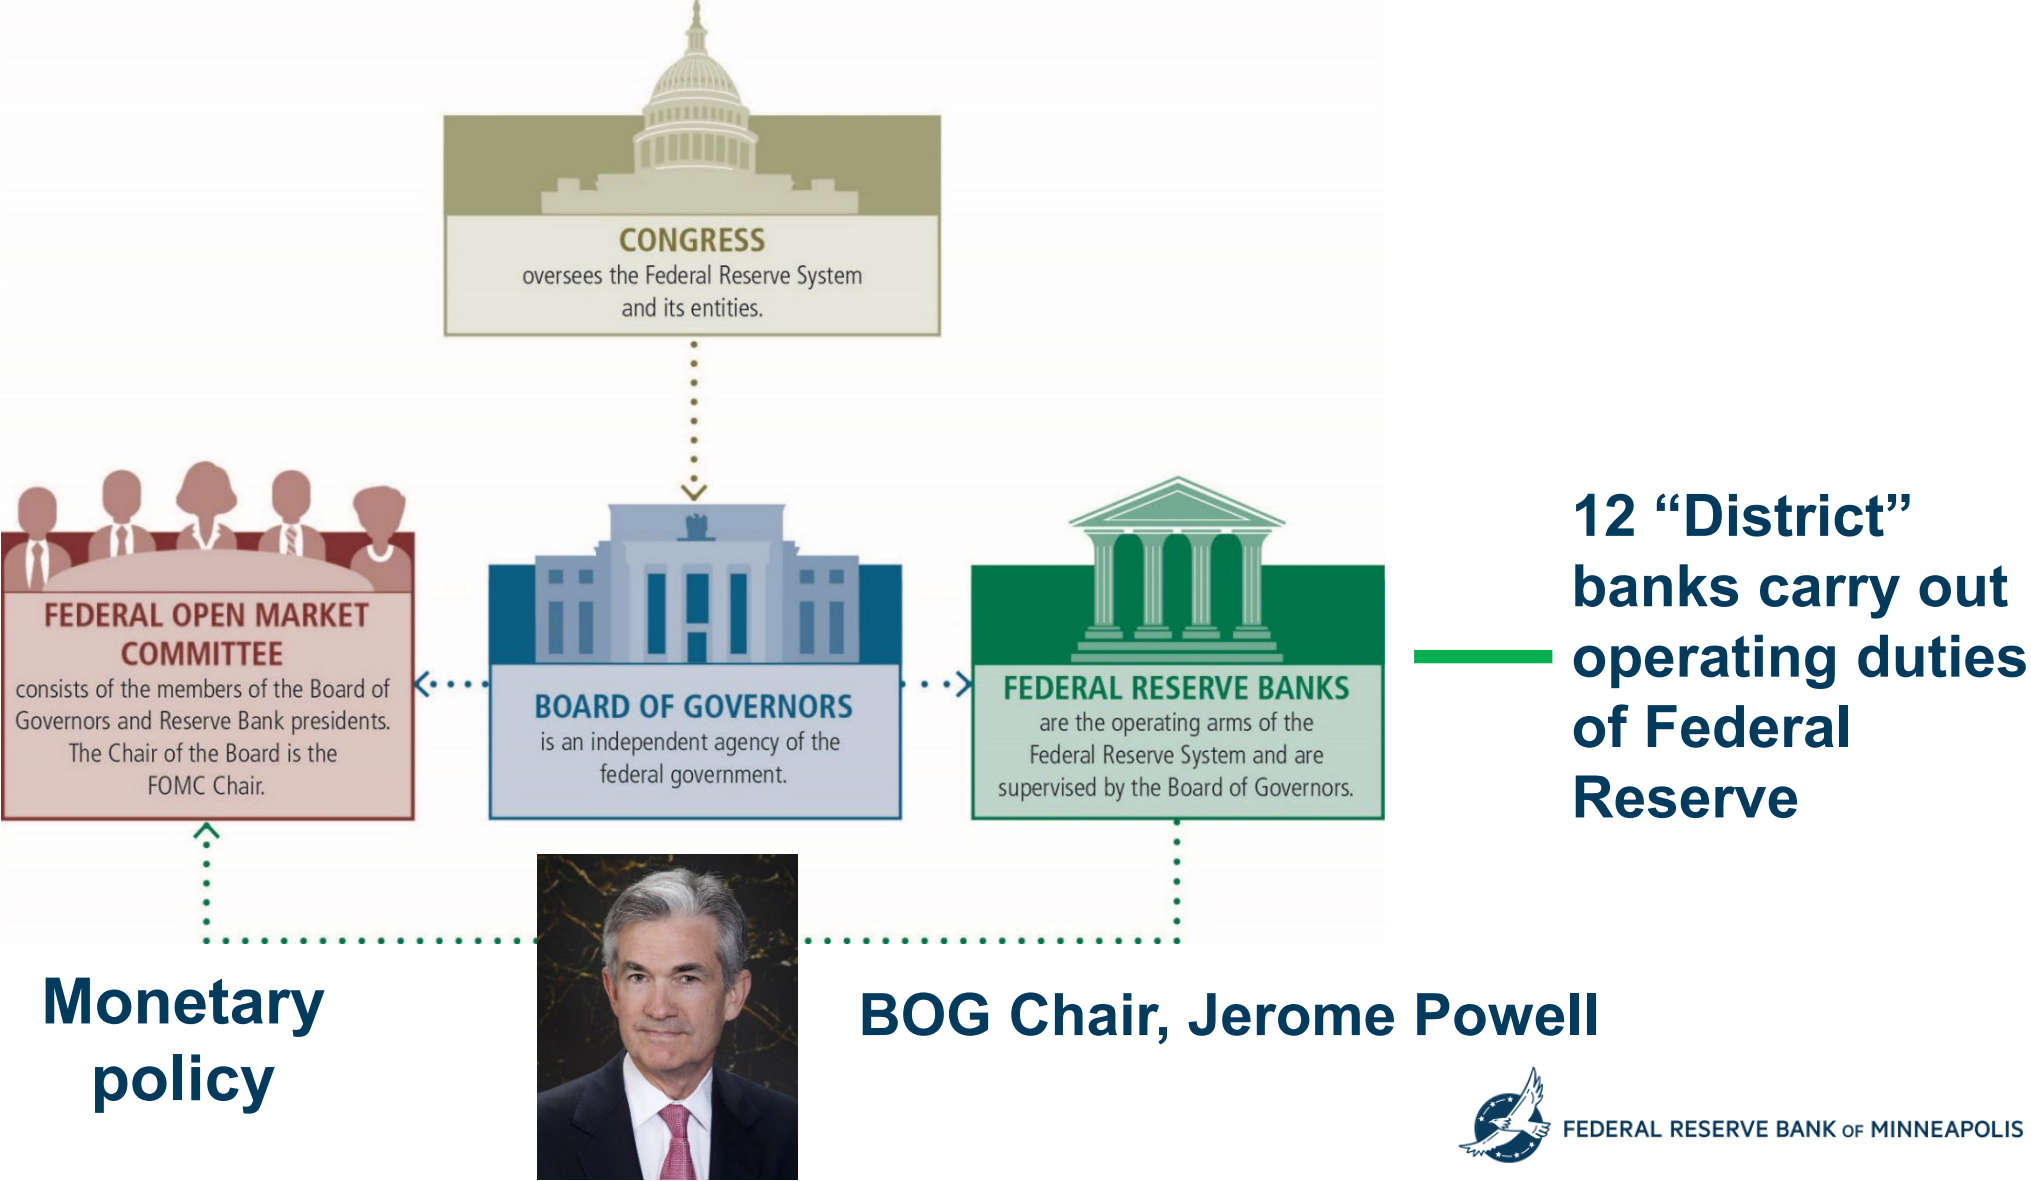 CONGRESS
oversees the Federal Reserve System
and its entities.
FEDERAL OPEN MARKET
COMMITTEE
consists of the members of the Board of
Governors and Reserve Bank presidents.
The Chair of the Board is the
FOMC Chair.
BOARD OF GOVERNORS
is an independent agency of the
federal government.
FEDERAL RESERVE BANKS
are the operating arms of the
Federal Reserve System and are
supervised by the Board of Governors.
12 “District”
banks carry out
operating duties
of Federal
Reserve
Monetary
policy
BOG Chair, Jerome Powell
FEDERAL RESERVE BANK OF MINNEAPOLIS